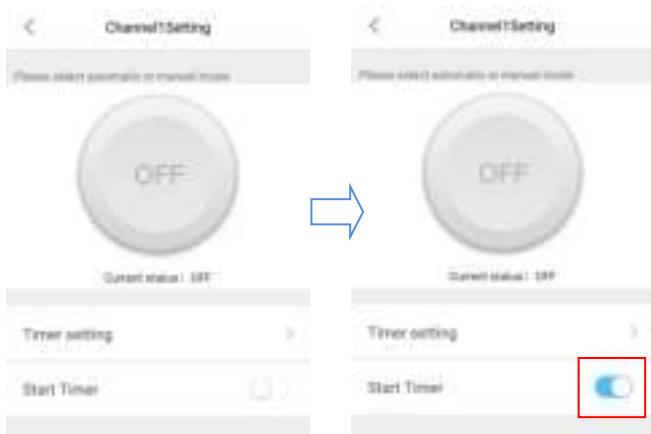 Channel1Setting
Please select automatic or manual mode
OFF
Current status: OFF
Timer setting
Start Timer
Channel1Setting
Please select automatic or manual mode
OFF
Current status: OFF
Timer setting
Start Timer